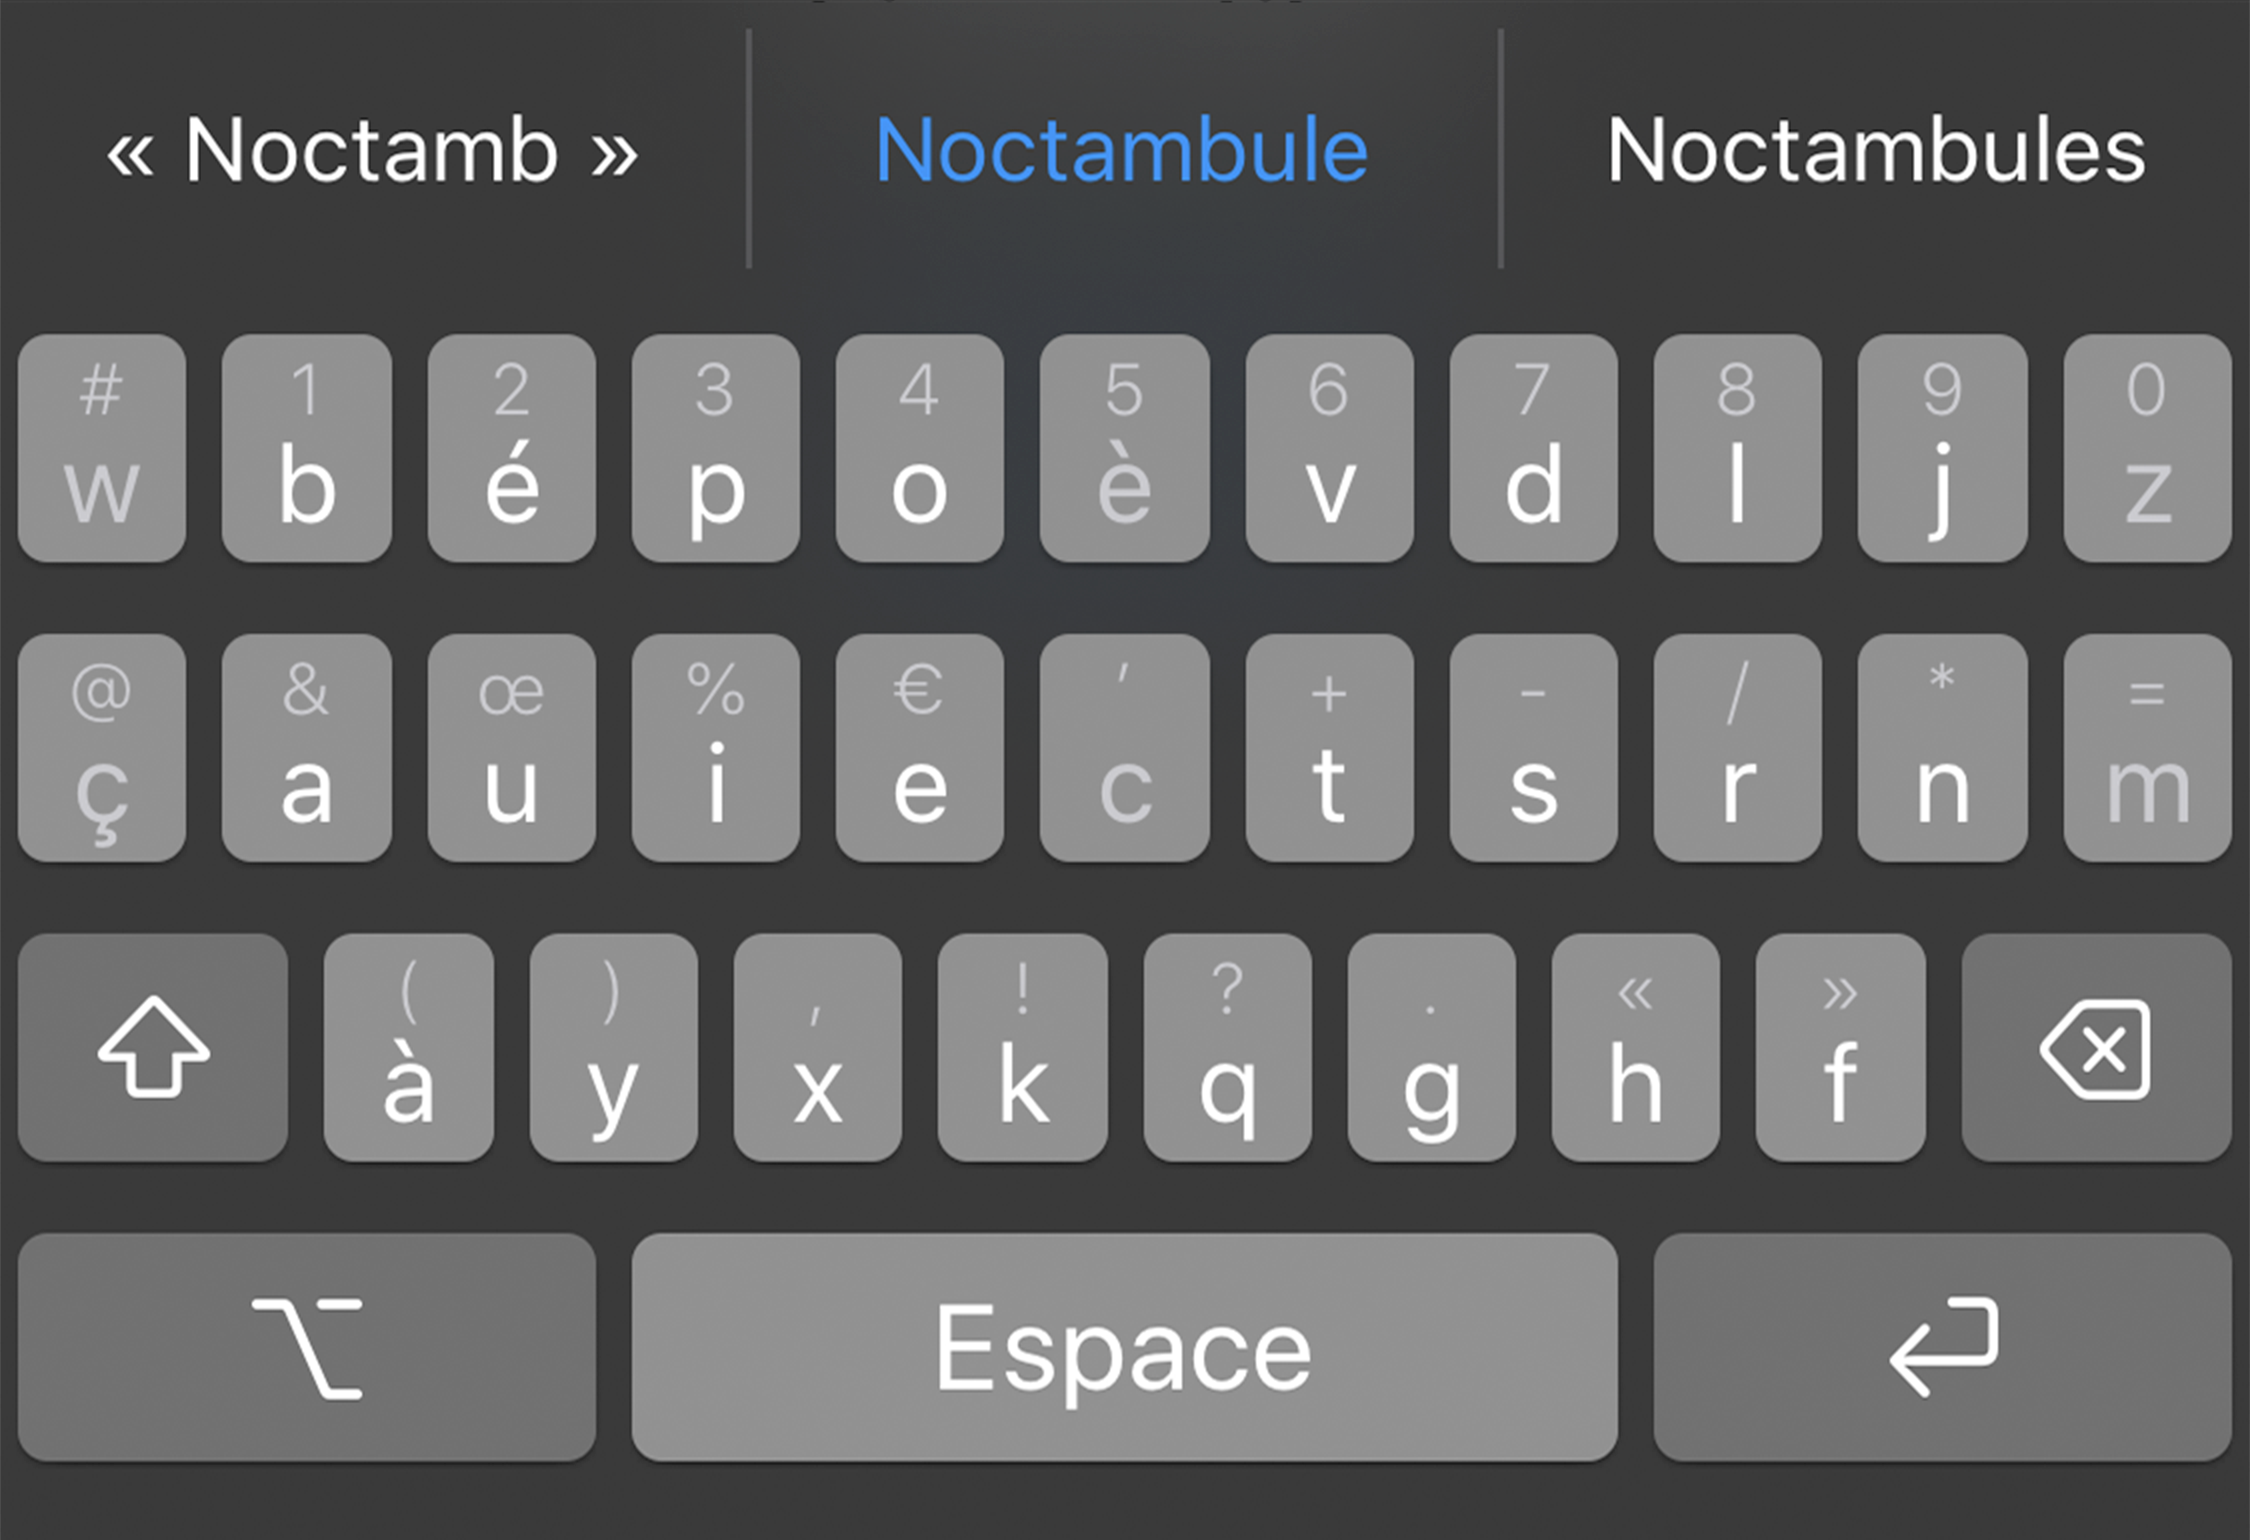 « Noctamb » Noctambule Noctambules
# 1 2 3 4 5 6 7 8 9 0
w b é p o è v d l j z
@ & œ % € ' + - / * =
ç a u i e c t s r n m
( ) , ! ? . « »
à y x k q g h f
Espace